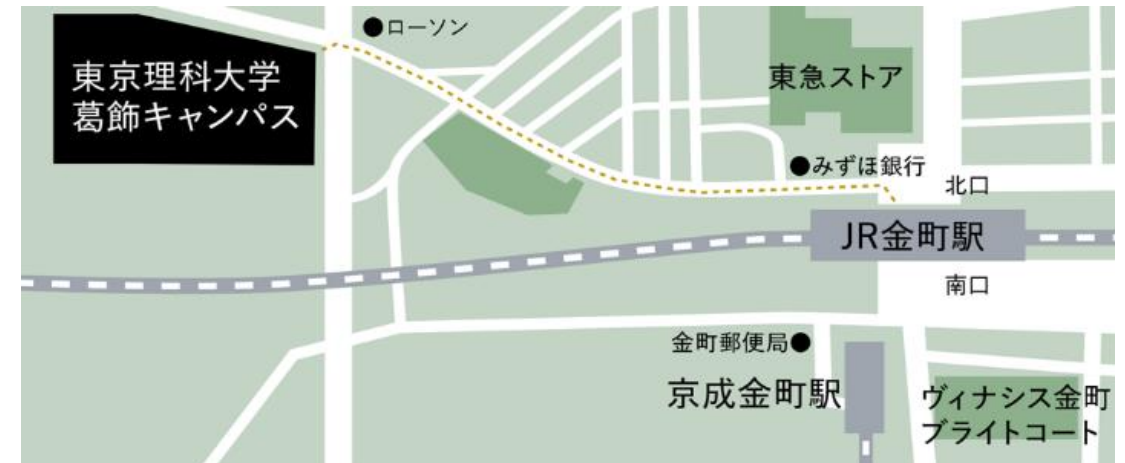 ローソン
東京理科大学
葛飾キャンパス
東急ストア
みずほ銀行
北口
JR金町駅
南口
金町郵便局
京成金町駅
ヴィナシス金町
ブライトコート